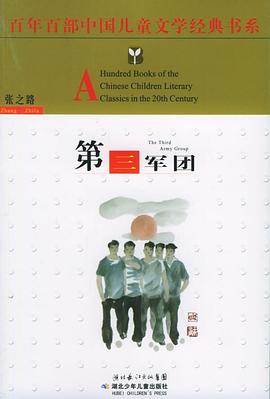 百年百部中国儿童文学经典书系
A Hundred Books of the
Chinese Children Literary
Classics in the 20th Century
张之路
Zhang Zhilu
第三军团
The Third
Army Group
湖北少年儿童出版社
HUBEI CHILDREN'S PRESS